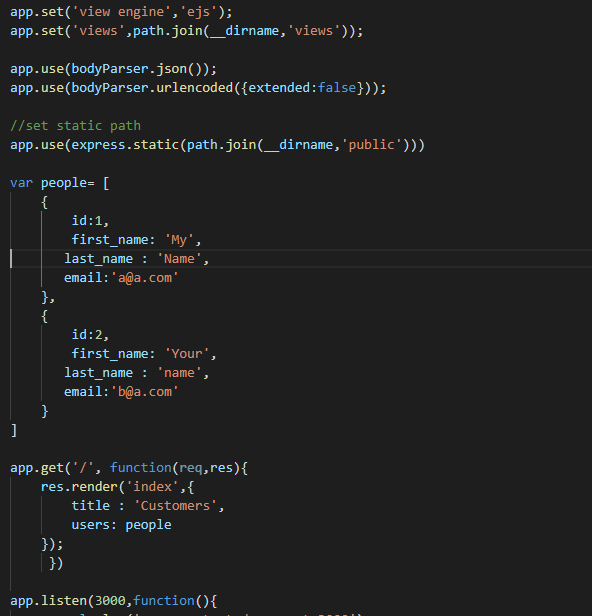 app.set('view engine','ejs');
app.set('views',path.join(__dirname,'views'));
app.use(bodyParser.json());
app.use(bodyParser.urlencoded({extended:false}));
//set static path
app.use(express.static(path.join(__dirname,'public')))
var people= [
{
id:1,
first_name: 'My',
last_name : 'Name',
email:'a@a.com'
},
{
id:2,
first_name: 'Your',
last_name : 'name',
email:'b@a.com'
}
]
app.get('/', function(req,res){
res.render('index',{
title : 'Customers',
users: people
});
})
app.listen(3000,function(){